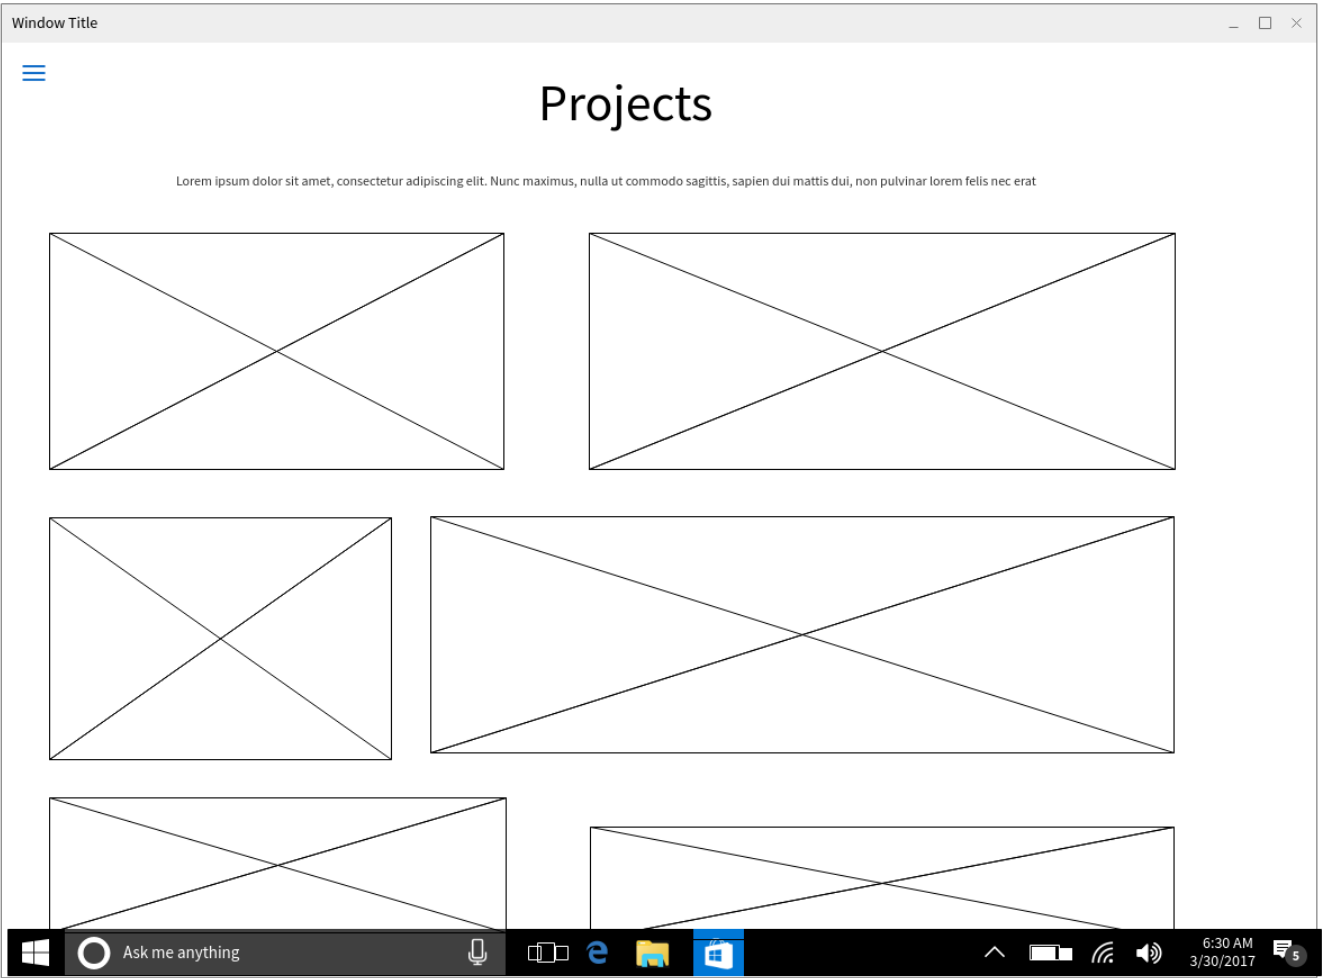 Window Title
Projects
Lorem ipsum dolor sit amet, consectetur adipiscing elit. Nunc maximus, nulla ut commodo sagittis, sapien dui mattis dui, non pulvinar lorem felis nec erat
Ask me anything
6:30 AM
3/30/2017
5